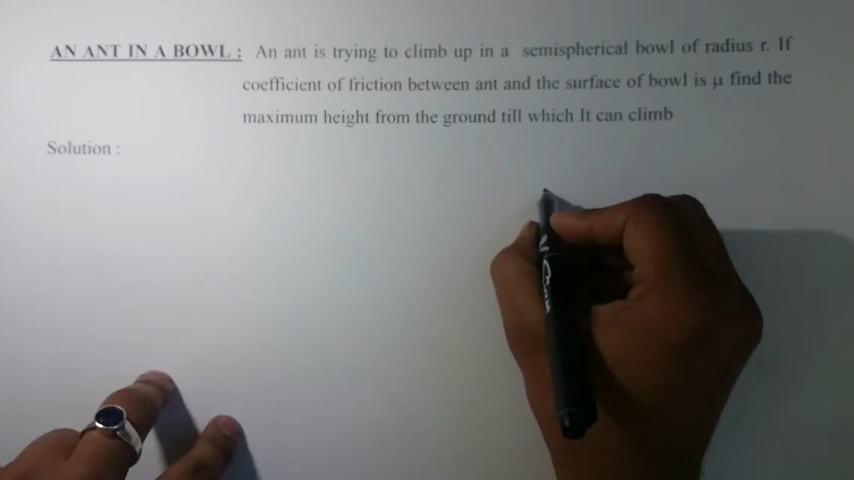 AN ANT IN A BOWL : An ant is trying to climb up in a semispherical bowl of radius r. If
coefficient of friction between ant and the surface of bowl is μ find the
maximum height from the ground till which It can climb
Solution :